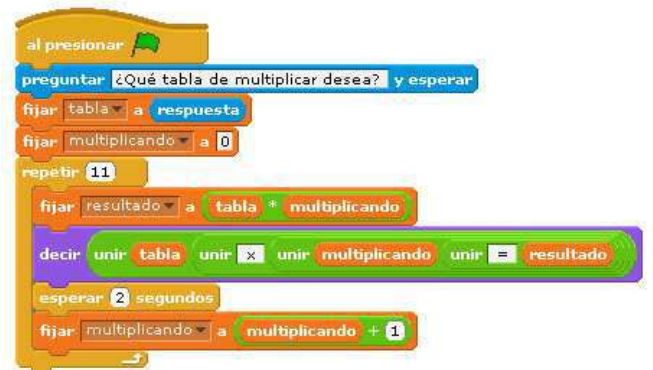 al presionar
preguntar ¿Qué tabla de multiplicar desea? y esperar
fijar tabla a respuesta
fijar multiplicando a 0
repetir 11
fijar resultado a tabla * multiplicando
decir unir tabla unir x unir multiplicando unir = resultado
esperar 2 segundos
fijar multiplicando a multiplicando + 1